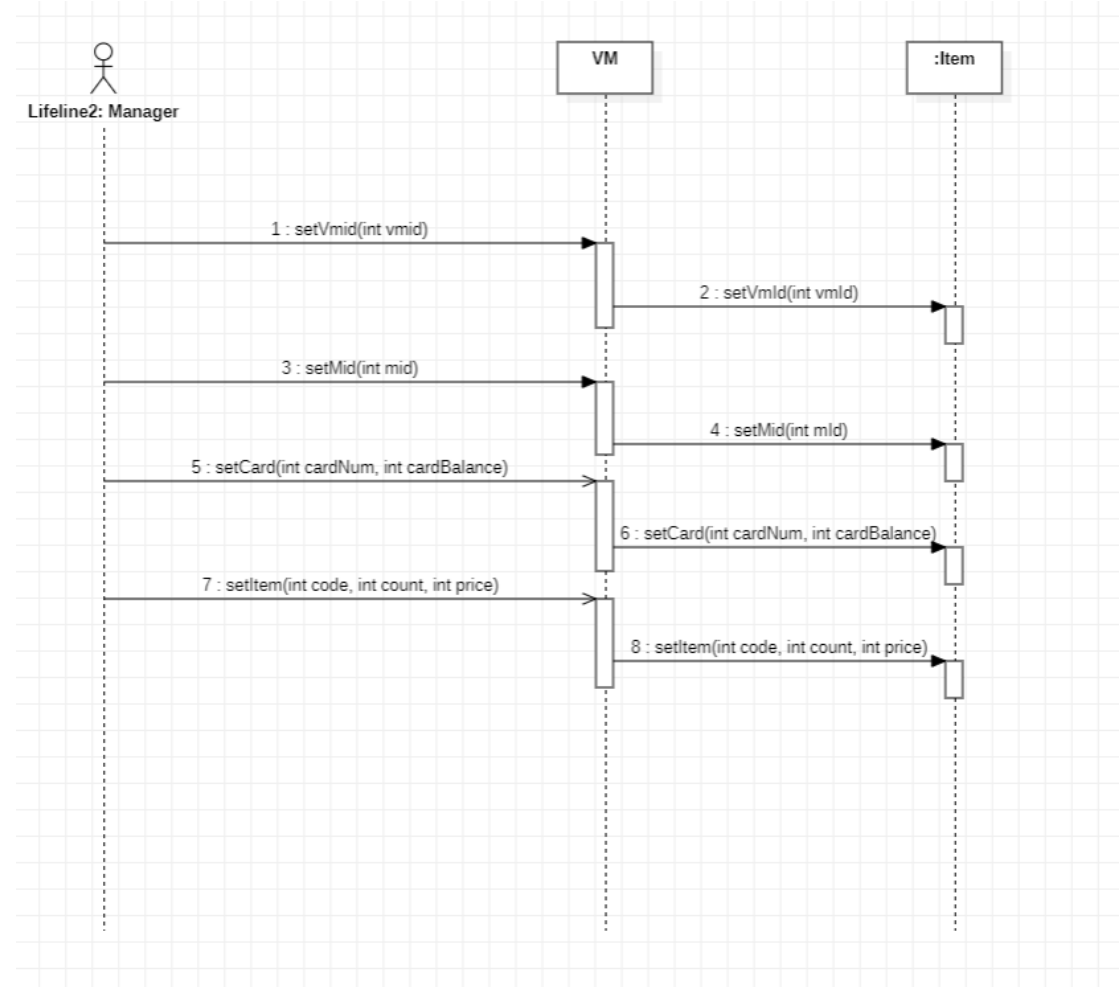 VM
:Item
Lifeline2: Manager
1 : setVmid(int vmid)
2 : setVmId(int vmId)
3 : setMid(int mid)
4 : setMid(int mId)
5 : setCard(int cardNum, int cardBalance)
6 : setCard(int cardNum, int cardBalance)
7 : setItem(int code, int count, int price)
8 : setItem(int code, int count, int price)